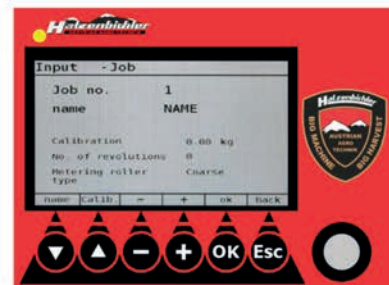 Hatzenbichler
Input - Job
Job no. 1
name NAME
Calibration 0.00 kg
No. of revolutions 0
Metering roller Coarse
type
name Calib. - + ok back
OK Esc
Hatzenbichler
AUSTRIAN
AGRO
TECHNIK
BIG MACHINE
BIG HARVEST